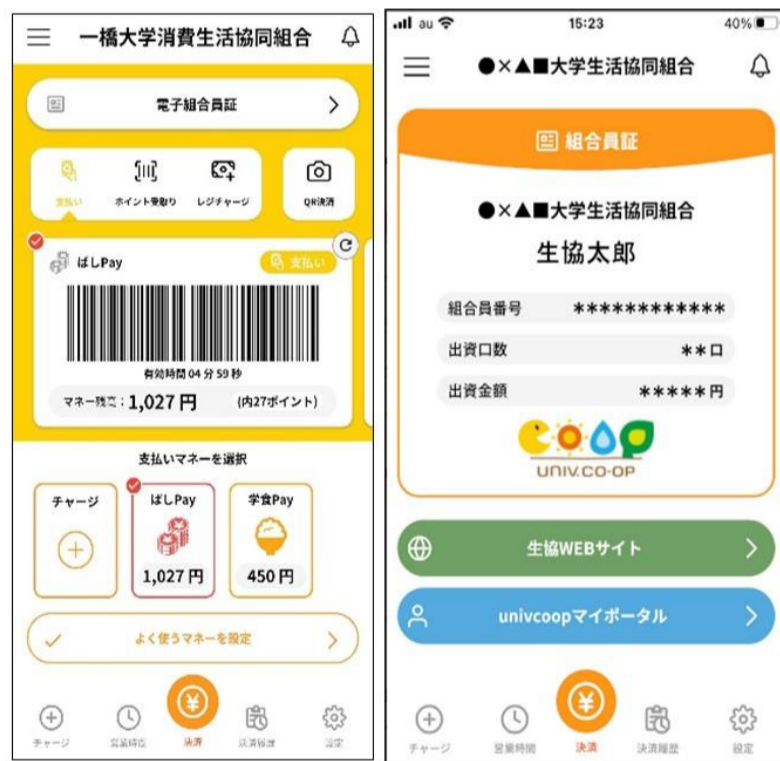 一橋大学消費生活協同組合
電子組合員証
支払い
ポイント受取り
レジチャージ
QR決済
ばしPay
支払い
有効時間 04 分 59 秒
マネー残高：1,027 円 (内27ポイント)
支払いマネーを選択
チャージ
ばしPay
1,027 円
学食Pay
450 円
よく使うマネーを設定
チャージ
営業時間
決済
決済履歴
設定
au
15:23
40%
●×▲■大学生活協同組合
組合員証
●×▲■大学生活協同組合
生協太郎
組合員番号 ************
出資口数 **口
出資金額 *****円
UNIV.CO-OP
生協WEBサイト
univcoopマイポータル
チャージ
営業時間
決済
決済履歴
設定